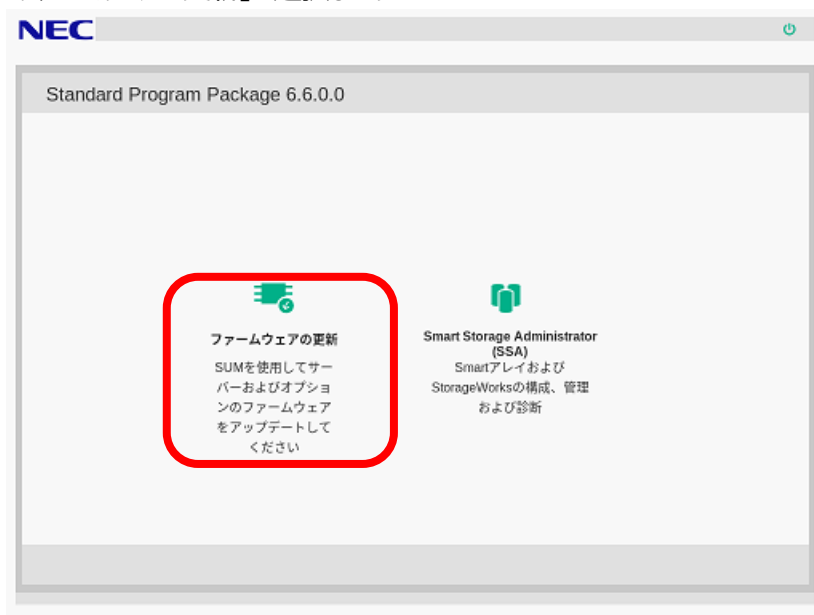 NEC
Standard Program Package 6.6.0.0
ファームウェアの更新
SUMを使用してサー
バーおよびオプショ
ンのファームウェア
をアップデートして
ください
Smart Storage Administrator
(SSA)
Smartアレイおよび
StorageWorksの構成、管理
および診断